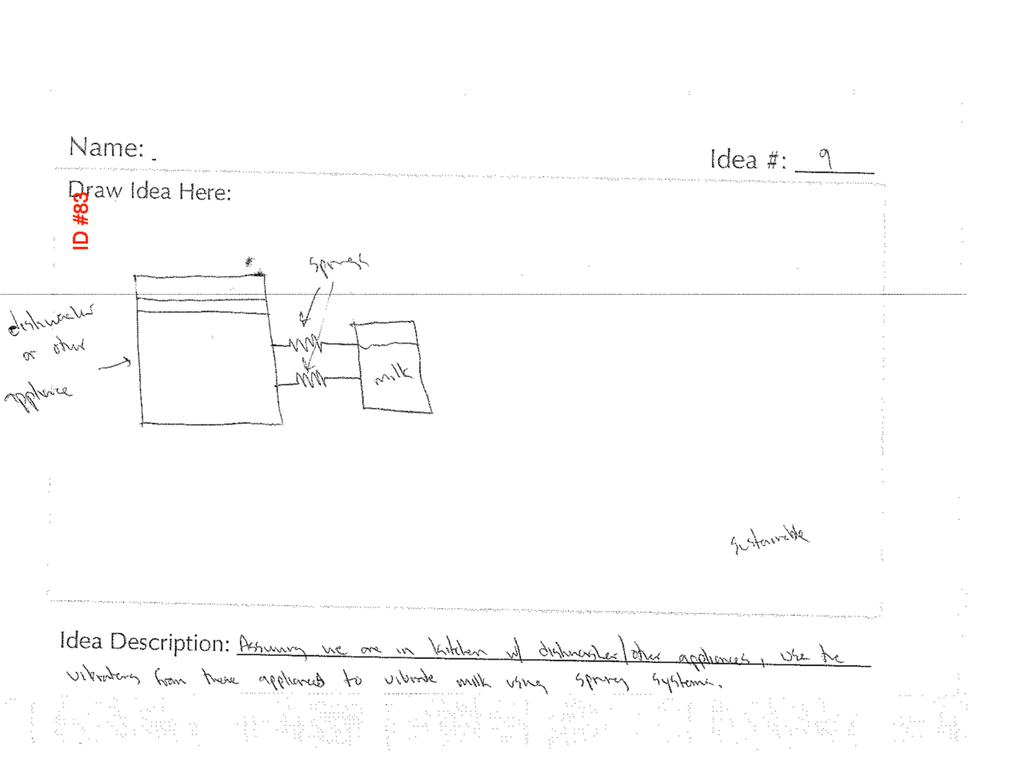 Name:
Idea #: 9
Draw Idea Here:
ID #83
springs
dishwasher
or other
appliance
milk
sustainable
Idea Description: Assuming we are in kitchen w/ dishwasher/other appliances, use the
vibrations from these appliances to vibrate milk using spring systems.